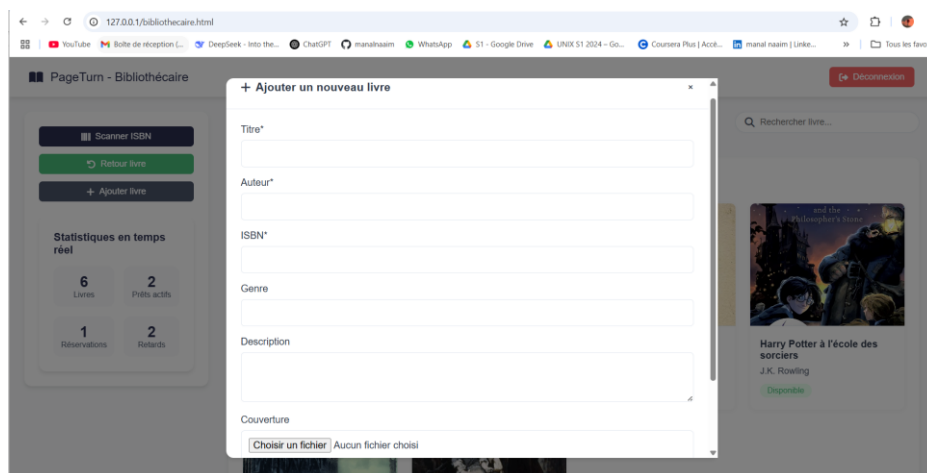 127.0.0.1/bibliothecaire.html
YouTube Boîte de réception (... DeepSeek - Into the... ChatGPT manalnaaim WhatsApp S1 - Google Drive UNIX S1 2024 – Go... Coursera Plus | Accè... manal naaim | Linke... » Tous les favo
PageTurn - Bibliothécaire
Déconnexion
Scanner ISBN
Retour livre
+ Ajouter livre
Statistiques en temps
réel
6
Livres
2
Prêts actifs
1
Réservations
2
Retards
+ Ajouter un nouveau livre ×
Titre*
Auteur*
ISBN*
Genre
Description
Couverture
Choisir un fichier Aucun fichier choisi
Rechercher livre...
and the
Philosopher's Stone
Harry Potter à l'école des
sorciers
J.K. Rowling
Disponible